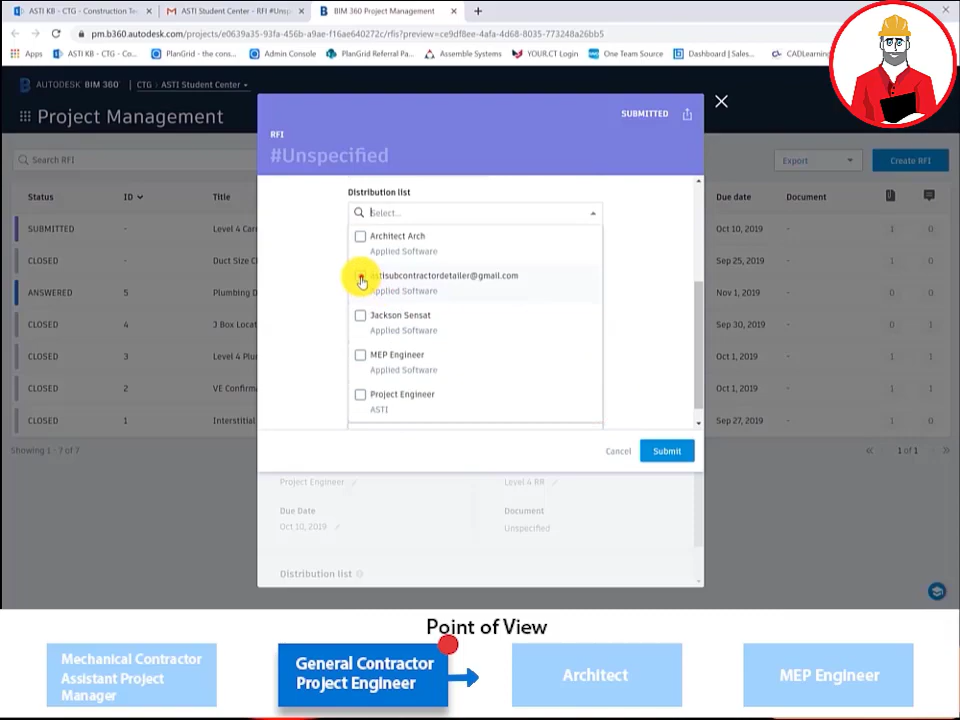 ASTI KB - CTG - Construction Te
ASTI Student Center - RFI #Unsp
BIM 360 Project Management
pm.b360.autodesk.com/projects/e0639a35-93fa-456b-a9ae-f16ae640272c/rfis?preview=ce9df8ee-4afa-4d68-8035-773248a26bb5
Apps
ASTI KB - CTG - Co...
PlanGrid - the cons...
Admin Console
PlanGrid Referral Pa...
Assemble Systems
YOUR.CT Login
One Team Source
Dashboard | Sales...
CADLearning
AUTODESK BIM 360
CTG > ASTI Student Center
Project Management
Search RFI
Export
Create RFI
Status ID Title Due date Document
SUBMITTED Level 4 Car Oct 10, 2019 - 1 0
CLOSED Duct Size C Sep 25, 2019 - 1 0
ANSWERED 5 Plumbing D Nov 1, 2019 - 0 0
CLOSED 4 J Box Locat Sep 30, 2019 - 0 1
CLOSED 3 Level 4 Plu Oct 1, 2019 - 1 1
CLOSED 2 VE Confirma Oct 1, 2019 - 1 1
CLOSED 1 Interstitial Sep 27, 2019 - 1 0
Showing 1 - 7 of 7
1 of 1
SUBMITTED
RFI
#Unspecified
Distribution list
Select...
Architect Arch
Applied Software
astisubcontractordetailer@gmail.com
Applied Software
Jackson Sensat
Applied Software
MEP Engineer
Applied Software
Project Engineer
ASTI
Cancel
Submit
Project Engineer
Level 4 RR
Due Date
Document
Oct 10, 2019
Unspecified
Distribution list
Point of View
Mechanical Contractor
Assistant Project
Manager
General Contractor
Project Engineer
Architect
MEP Engineer